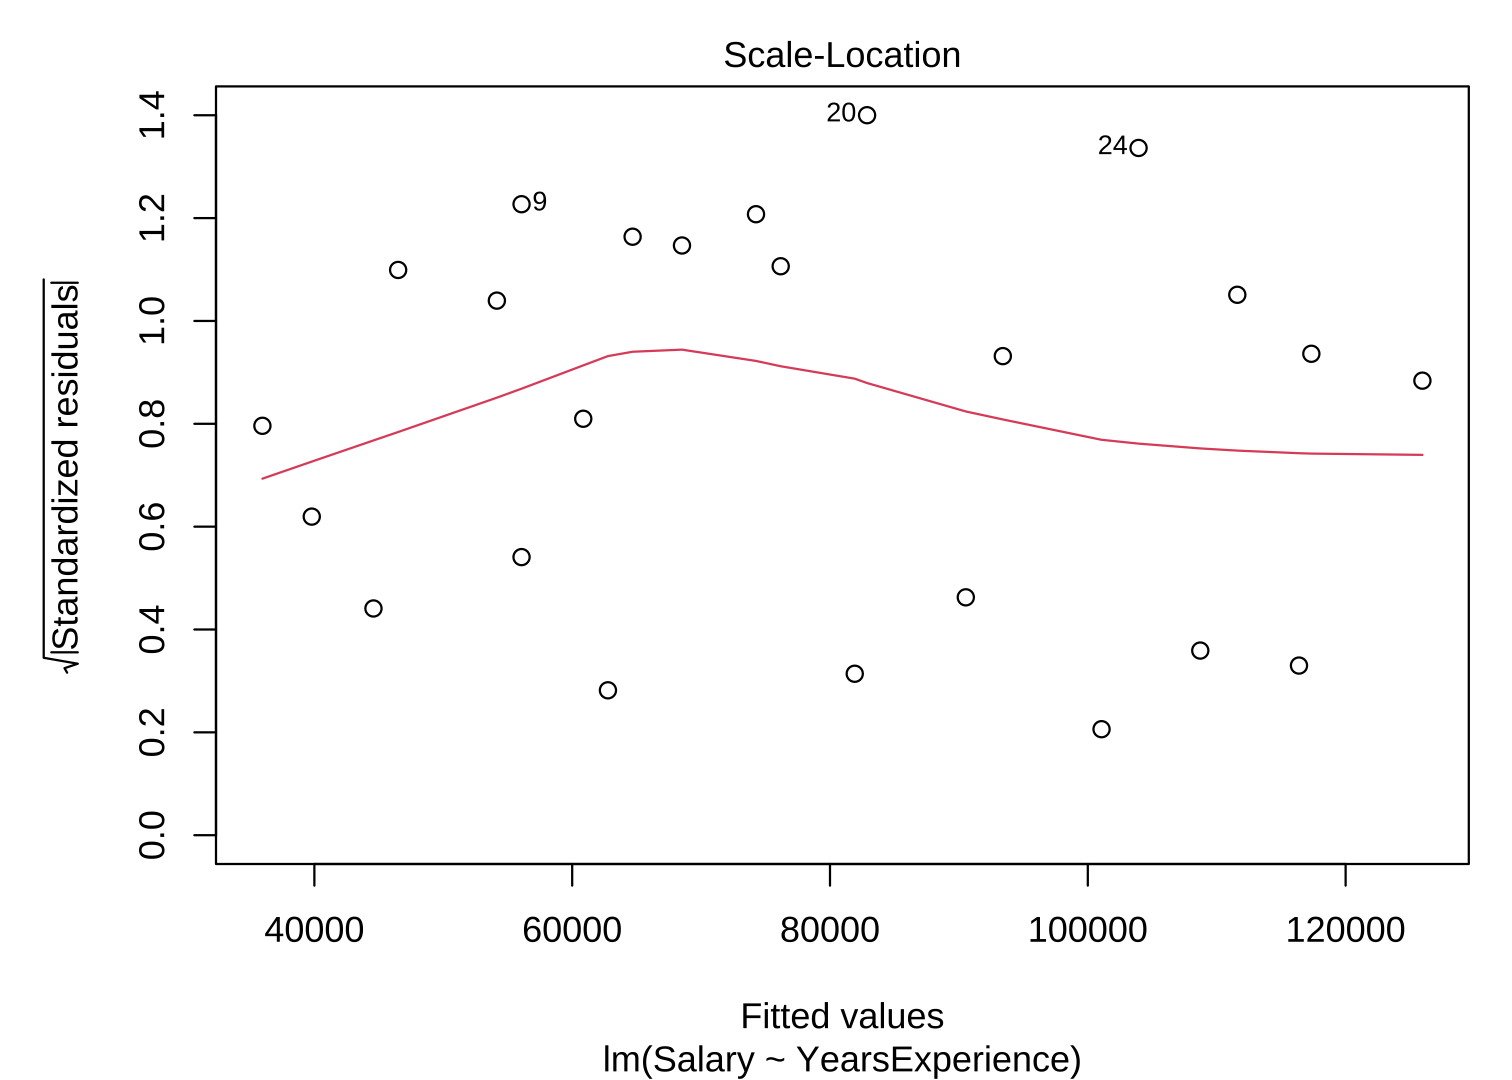 Scale-Location
√|Standardized residuals|
1.4
1.2
1.0
0.8
0.6
0.4
0.2
0.0
20
24
9
40000 60000 80000 100000 120000
Fitted values
lm(Salary ~ YearsExperience)